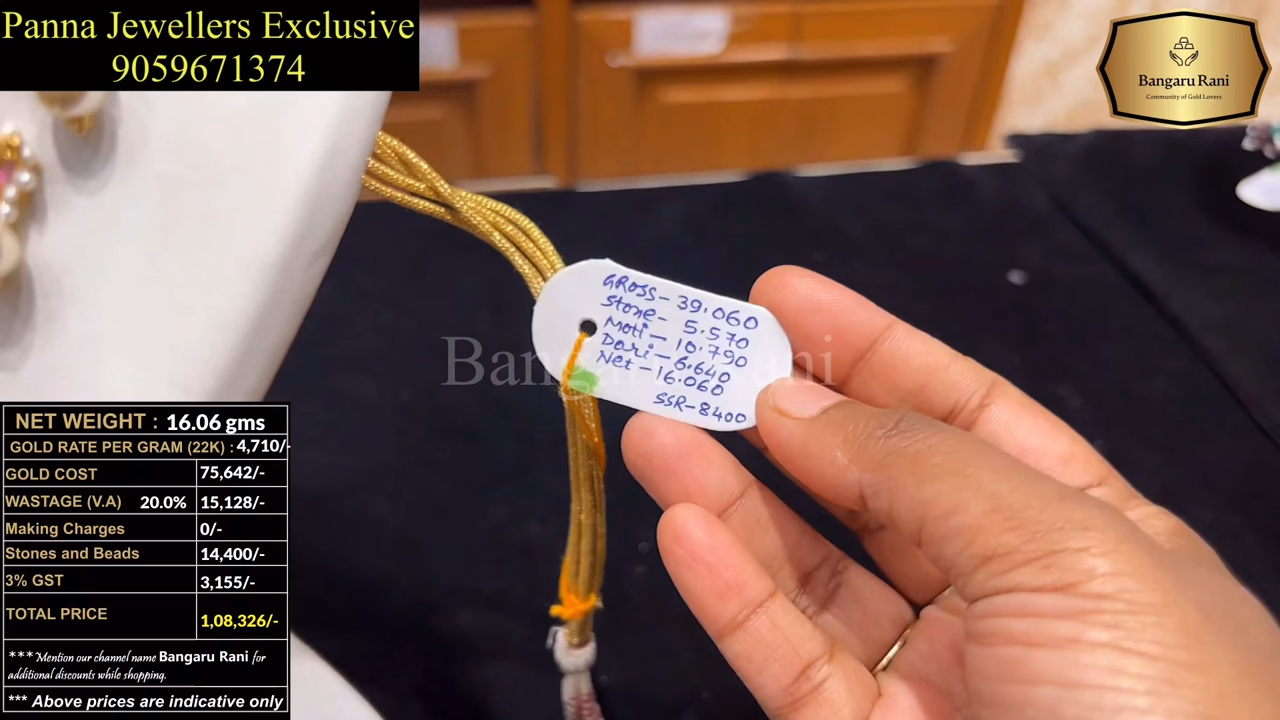 Panna Jewellers Exclusive
9059671374
Bangaru Rani
Community of Gold Lovers
GROSS - 39.060
Stone - 5.570
Moti - 10.790
Dori - 6.640
Net - 16.060
SSR - 8400
Bangaru Rani
NET WEIGHT : 16.06 gms
GOLD RATE PER GRAM (22K) : 4,710/-
GOLD COST 75,642/-
WASTAGE (V.A) 20.0% 15,128/-
Making Charges 0/-
Stones and Beads 14,400/-
3% GST 3,155/-
TOTAL PRICE 1,08,326/-
***Mention our channel name Bangaru Rani for
additional discounts while shopping.
*** Above prices are indicative only